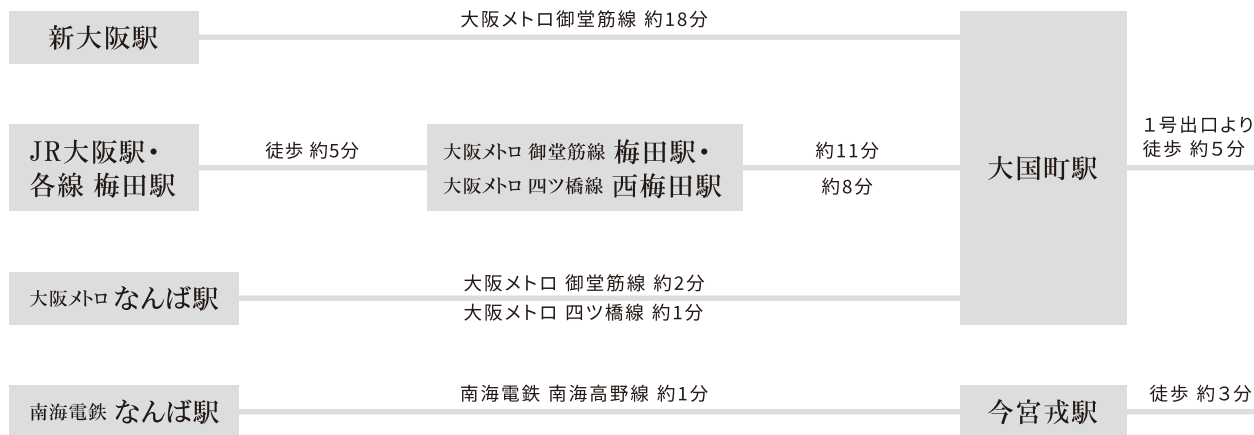 新大阪駅
大阪メトロ御堂筋線 約18分
JR大阪駅・
各線 梅田駅
徒歩 約5分
大阪メトロ 御堂筋線 梅田駅・
大阪メトロ 四ツ橋線 西梅田駅
約11分
約8分
大国町駅
１号出口より
徒歩 約５分
大阪メトロ なんば駅
大阪メトロ 御堂筋線 約2分
大阪メトロ 四ツ橋線 約1分
南海電鉄 なんば駅
南海電鉄 南海高野線 約1分
今宮戎駅
徒歩 約３分